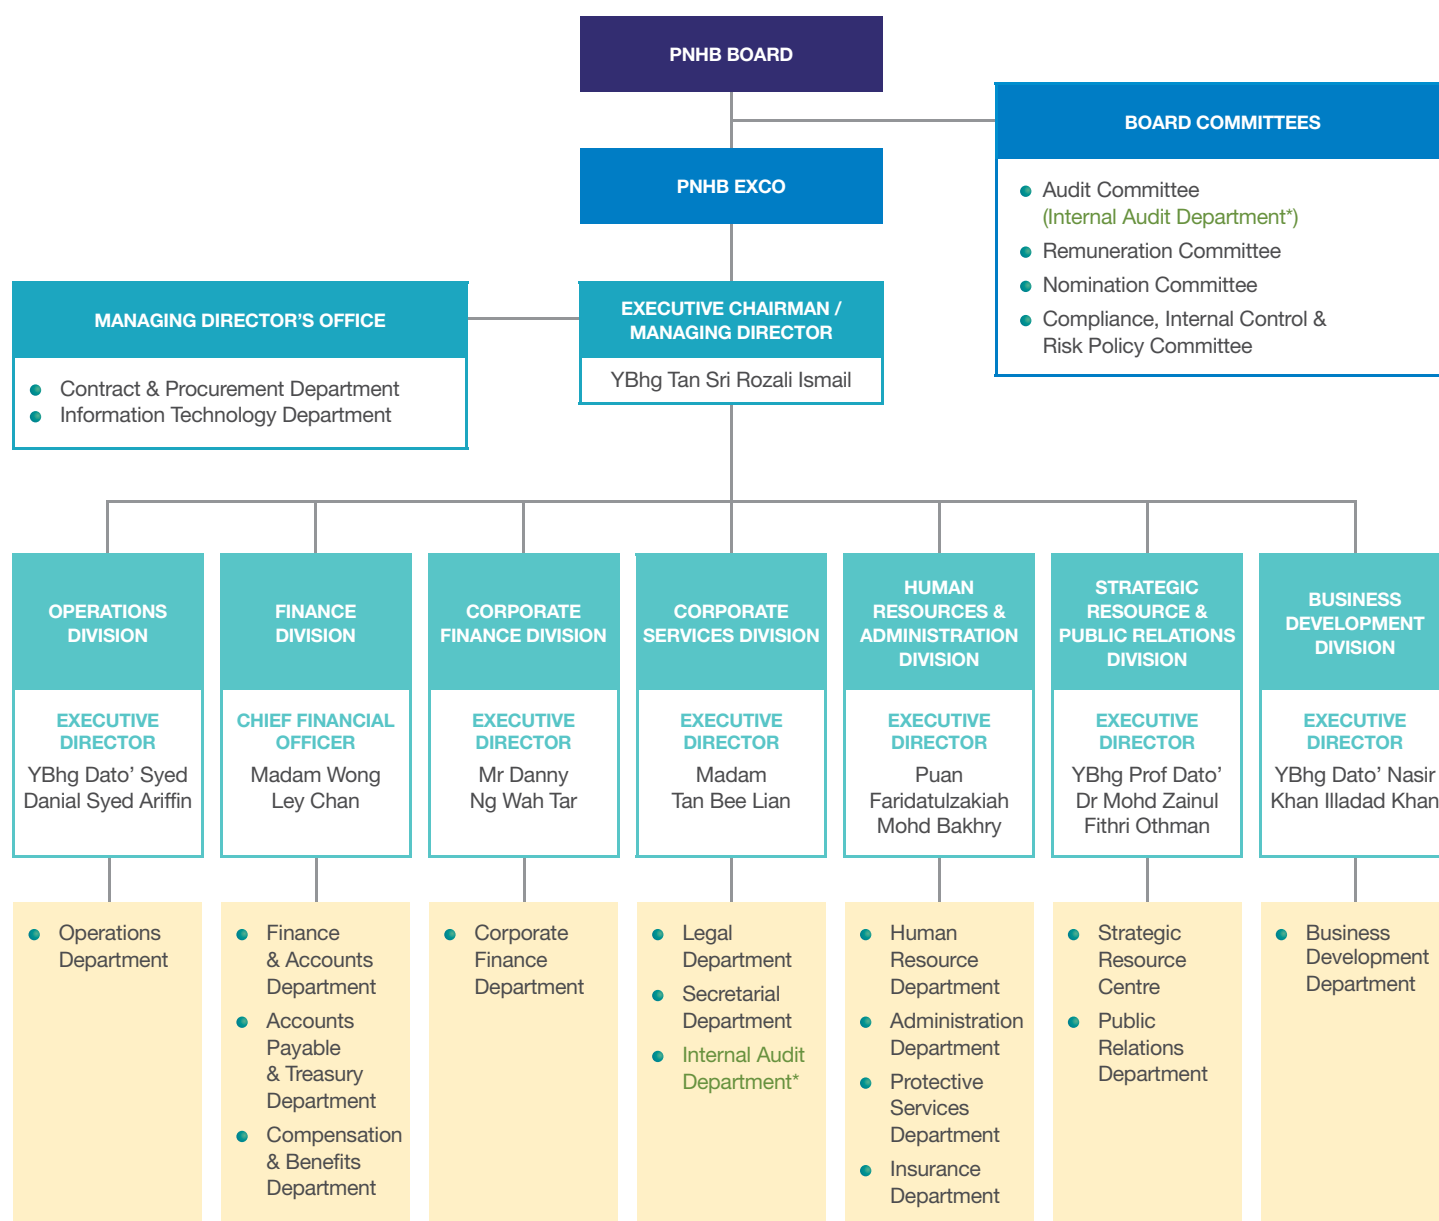 PNHB BOARD
BOARD COMMITTEES
PNHB EXCO
Audit Committee
(Internal Audit Department*)
Remuneration Committee
Nomination Committee
Compliance, Internal Control &
Risk Policy Committee
MANAGING DIRECTOR’S OFFICE
Contract & Procurement Department
Information Technology Department
EXECUTIVE CHAIRMAN /
MANAGING DIRECTOR
YBhg Tan Sri Rozali Ismail
OPERATIONS
DIVISION
EXECUTIVE
DIRECTOR
YBhg Dato’ Syed
Danial Syed Ariffin
Operations
Department
FINANCE
DIVISION
CHIEF FINANCIAL
OFFICER
Madam Wong
Ley Chan
Finance
& Accounts
Department
Accounts
Payable
& Treasury
Department
Compensation
& Benefits
Department
CORPORATE
FINANCE DIVISION
EXECUTIVE
DIRECTOR
Mr Danny
Ng Wah Tar
Corporate
Finance
Department
CORPORATE
SERVICES DIVISION
EXECUTIVE
DIRECTOR
Madam
Tan Bee Lian
Legal
Department
Secretarial
Department
Internal Audit
Department*
HUMAN
RESOURCES &
ADMINISTRATION
DIVISION
EXECUTIVE
DIRECTOR
Puan
Faridatulzakiah
Mohd Bakhry
Human
Resource
Department
Administration
Department
Protective
Services
Department
Insurance
Department
STRATEGIC
RESOURCE &
PUBLIC RELATIONS
DIVISION
EXECUTIVE
DIRECTOR
YBhg Prof Dato’
Dr Mohd Zainul
Fithri Othman
Strategic
Resource
Centre
Public
Relations
Department
BUSINESS
DEVELOPMENT
DIVISION
EXECUTIVE
DIRECTOR
YBhg Dato’ Nasir
Khan Illadad Khan
Business
Development
Department